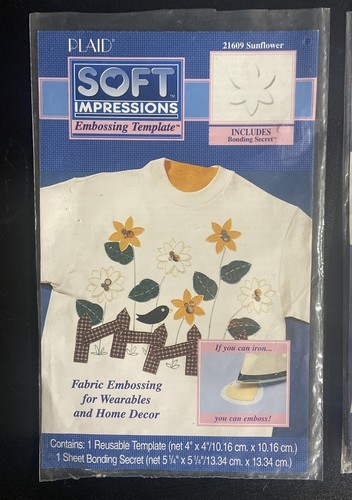 PLAID®
21609 Sunflower
SOFT™
IMPRESSIONS
Embossing Template™
INCLUDES
Bonding Secret™
If you can iron...
you can emboss!
Fabric Embossing
for Wearables
and Home Decor
Contains: 1 Reusable Template (net 4" x 4"/10.16 cm. x 10.16 cm.)
1 Sheet Bonding Secret (net 5 1/4" x 5 1/4"/13.34 cm. x 13.34 cm.)